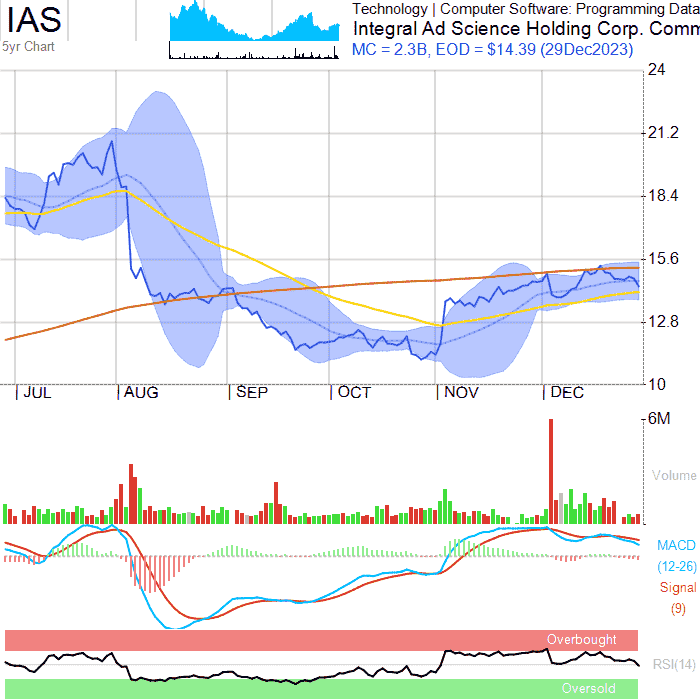 IAS
5yr Chart
Technology | Computer Software: Programming Data
Integral Ad Science Holding Corp. Comm
MC = 2.3B, EOD = $14.39 (29Dec2023)
24
21.2
18.4
15.6
12.8
10
JUL AUG SEP OCT NOV DEC
6M
Volume
MACD
(12-26)
Signal
(9)
Overbought
RSI(14)
Oversold